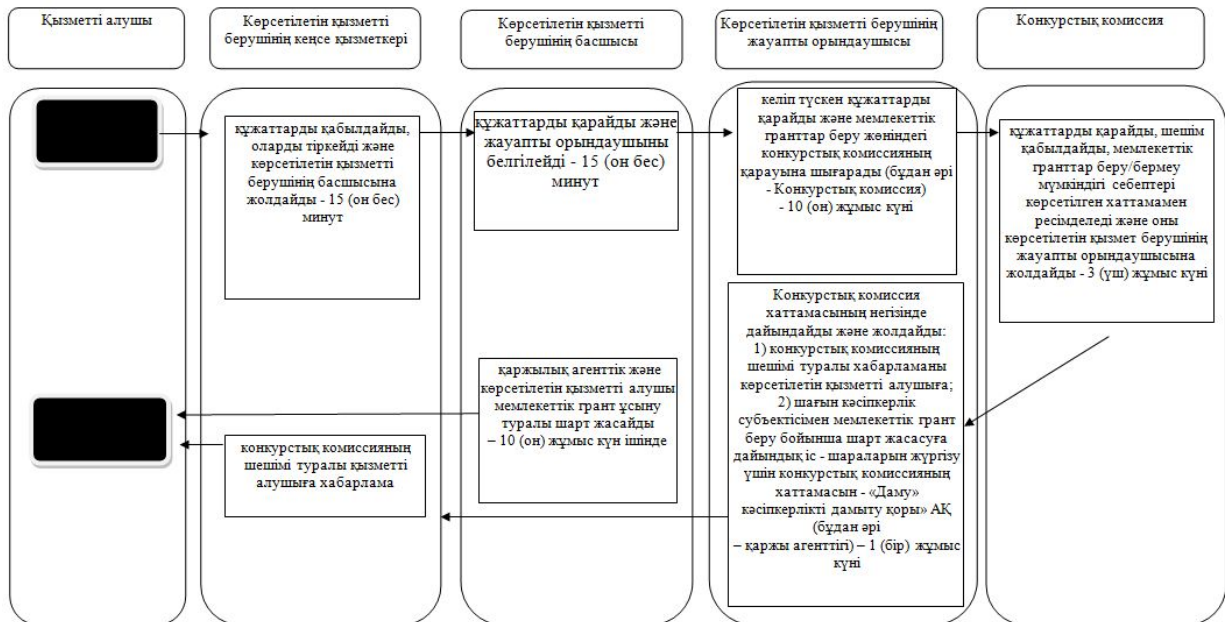 Қызметті алушы
Көрсетілетін қызметті
берушінің кеңсе қызметкері
Көрсетілетін қызметті
берушінің басшысы
Көрсетілетін қызметті берушінің
жауапты орындаушысы
Конкурстық комиссия
құжаттарды қабылдайды,
оларды тіркейді және
көрсетілетін қызметті
берушінің басшысына
жолдайды - 15 (он бес)
минут
құжаттарды қарайды және
жауапты орындаушыны
белгілейді - 15 (он бес)
минут
келіп түскен құжаттарды
қарайды және мемлекеттік
гранттар беру жөніндегі
конкурстық комиссияның
қарауына шығарады (бұдан әрі
- Конкурстық комиссия)
- 10 (он) жұмыс күні
құжаттарды қарайды, шешім
қабылдайды, мемлекеттік
гранттар беру/бермеу
мүмкіндігі себептері
көрсетілген хаттамамен
ресімделеді және оны
көрсетілетін қызмет берушінің
жауапты орындаушысына
жолдайды - 3 (үш) жұмыс күні
Конкурстық комиссия
хаттамасының негізінде
дайындайды және жолдайды:
1) конкурстық комиссияның
шешімі туралы хабарламаны
көрсетілетін қызметті алушыға;
2) шағын кәсіпкерлік
субъектісімен мемлекеттік грант
беру бойынша шарт жасасуға
дайындық іс - шараларын жүргізу
үшін конкурстық комиссияның
хаттамасын - «Даму»
кәсіпкерлікті дамыту қоры» АҚ
(бұдан әрі
– қаржы агенттігі) – 1 (бір) жұмыс
күні
қаржылық агенттік және
көрсетілетін қызметті алушы
мемлекеттік грант ұсыну
туралы шарт жасайды
– 10 (он) жұмыс күн ішінде
конкурстық комиссияның
шешімі туралы қызметті
алушыға хабарлама